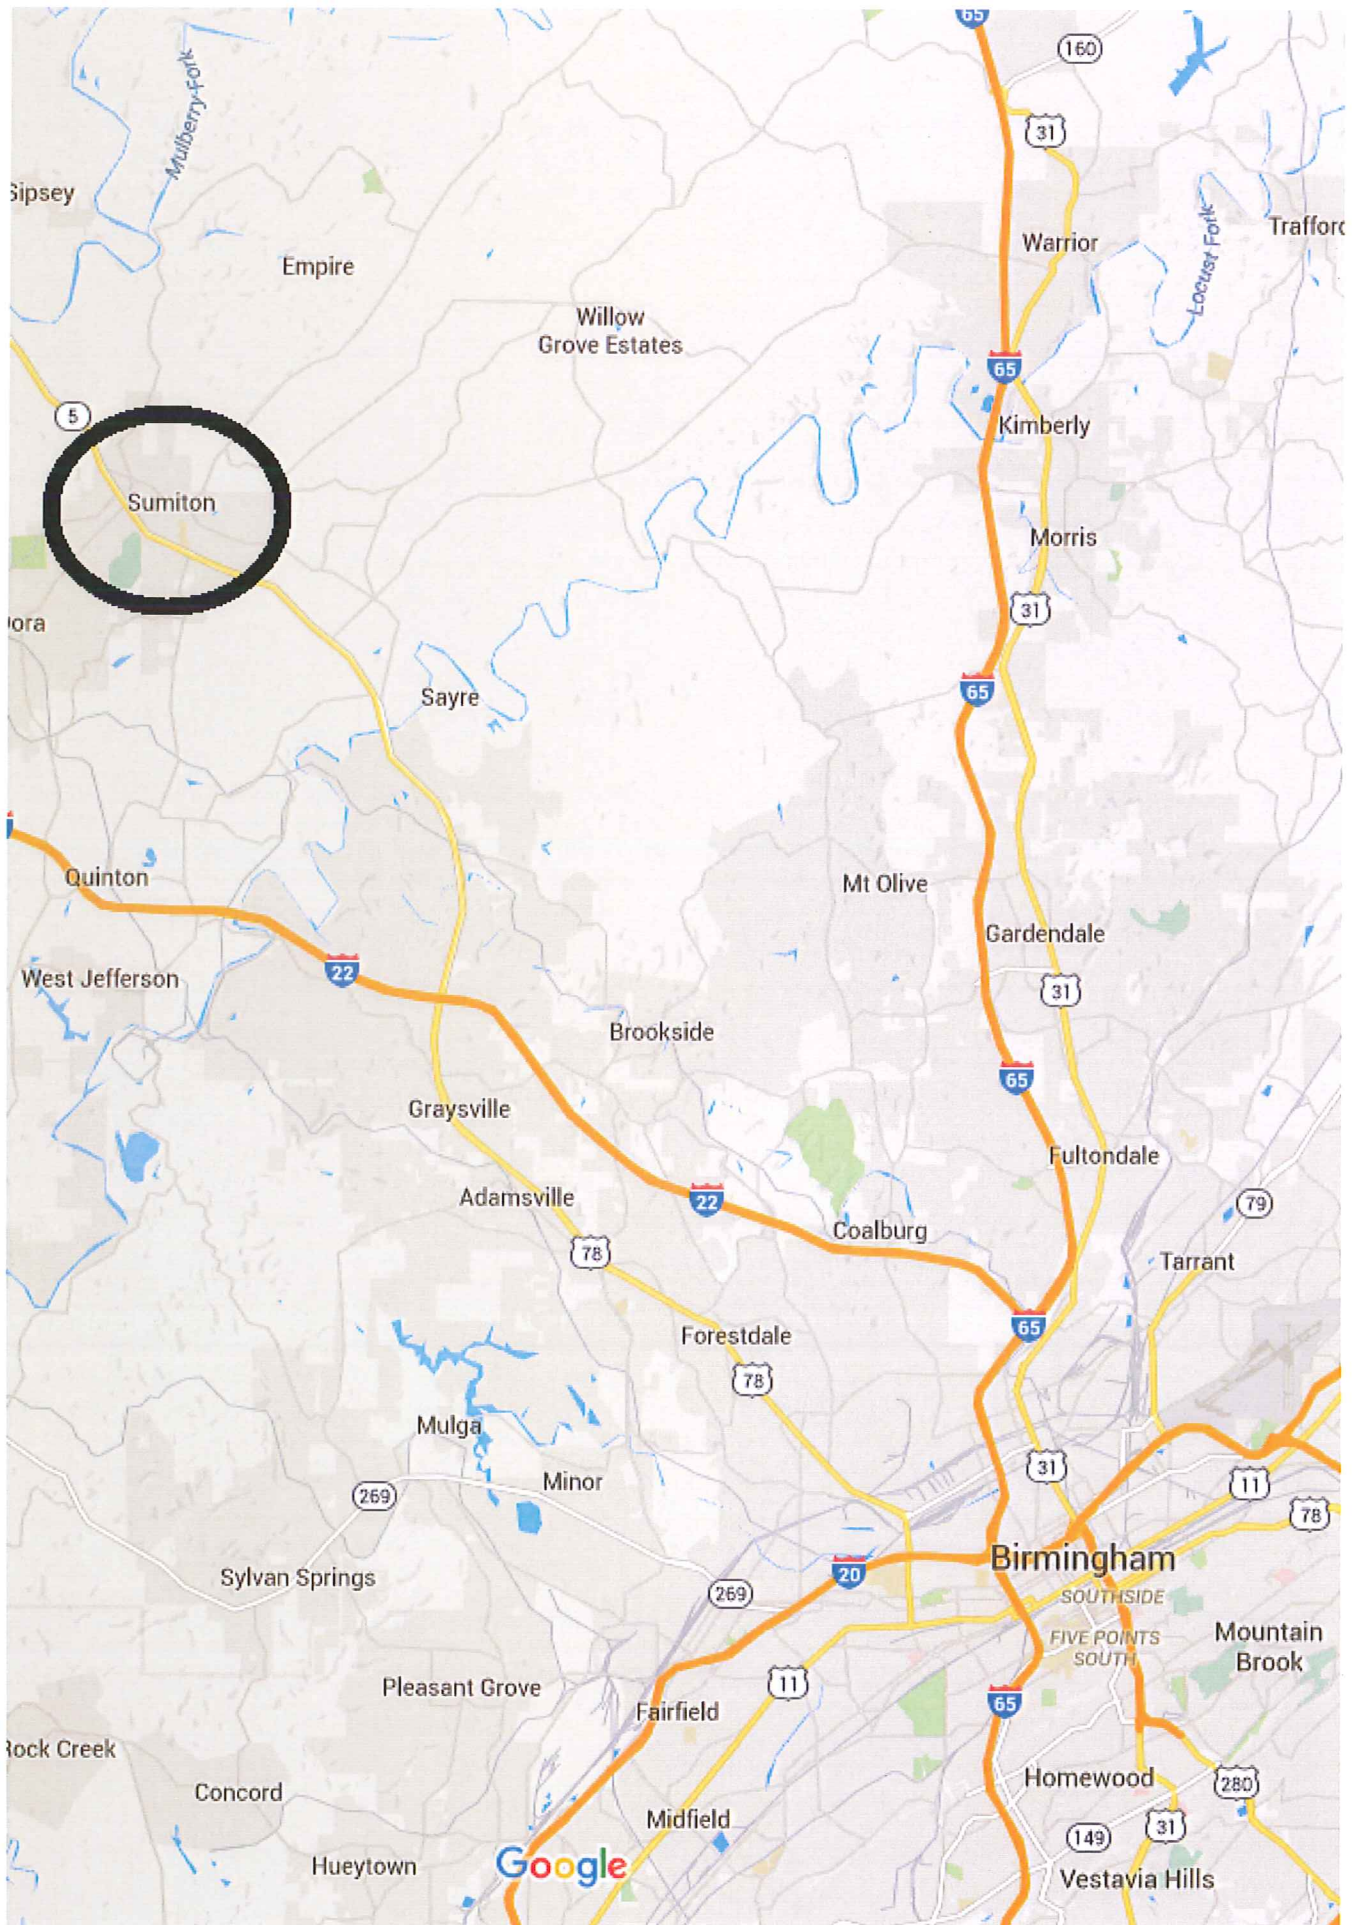 65
160
31
Mulberry Fork
Sipsey
Locust Fork
Trafford
Warrior
Empire
Willow
Grove Estates
65
5
Kimberly
Sumiton
Morris
31
ora
65
Sayre
Quinton
Mt Olive
Gardendale
22
West Jefferson
31
Brookside
65
Graysville
Fultondale
Adamsville
22
79
Coalburg
78
Tarrant
65
Forestdale
78
Mulga
31
Minor
11
269
78
Birmingham
20
Sylvan Springs
269
SOUTHSIDE
FIVE POINTS
SOUTH
Mountain
Brook
11
Pleasant Grove
65
Fairfield
Rock Creek
Homewood
280
Concord
Midfield
31
149
Google
Hueytown
Vestavia Hills